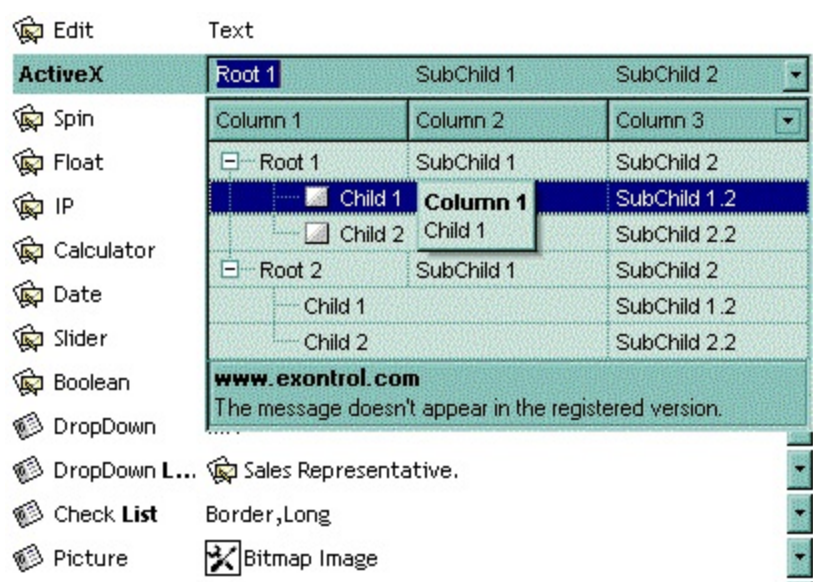 Edit Text
ActiveX Root 1 SubChild 1 SubChild 2
Spin Column 1 Column 2 Column 3
Float Root 1 SubChild 1 SubChild 2
IP Child 1 Column 1 SubChild 1.2
Child 2 Child 1 SubChild 2.2
Calculator
Root 2 SubChild 1 SubChild 2
Date Child 1 SubChild 1.2
Slider Child 2 SubChild 2.2
Boolean www.exontrol.com
The message doesn't appear in the registered version.
DropDown
DropDown L... Sales Representative.
Check List Border,Long
Picture Bitmap Image